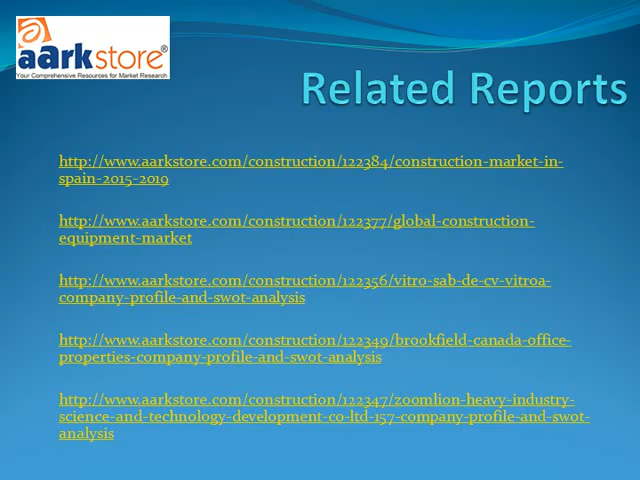 aarkstore®
Your Comprehensive Resources for Market Research
Related Reports
http://www.aarkstore.com/construction/122384/construction-market-in-
spain-2015-2019
http://www.aarkstore.com/construction/122377/global-construction-
equipment-market
http://www.aarkstore.com/construction/122356/vitro-sab-de-cv-vitroa-
company-profile-and-swot-analysis
http://www.aarkstore.com/construction/122349/brookfield-canada-office-
properties-company-profile-and-swot-analysis
http://www.aarkstore.com/construction/122347/zoomlion-heavy-industry-
science-and-technology-development-co-ltd-157-company-profile-and-swot-
analysis